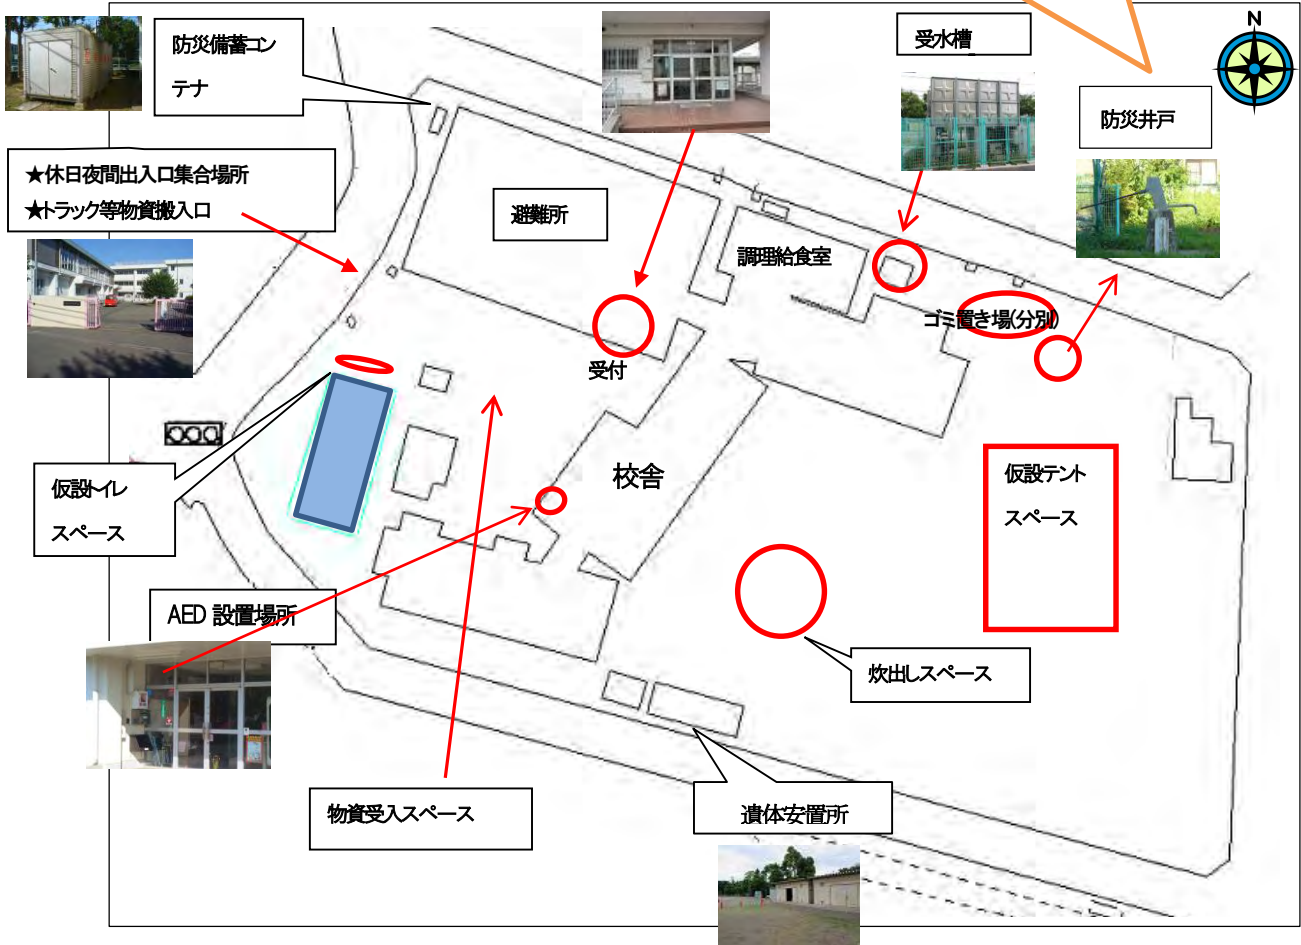 防災備蓄コン
テナ
受水槽
N
防災井戸
★休日夜間出入口集合場所
★トラック等物資搬入口
避難所
調理給食室
ゴミ置き場(分別)
受付
校舎
仮設トイレ
スペース
仮設テント
スペース
AED 設置場所
炊出しスペース
物資受入スペース
遺体安置所